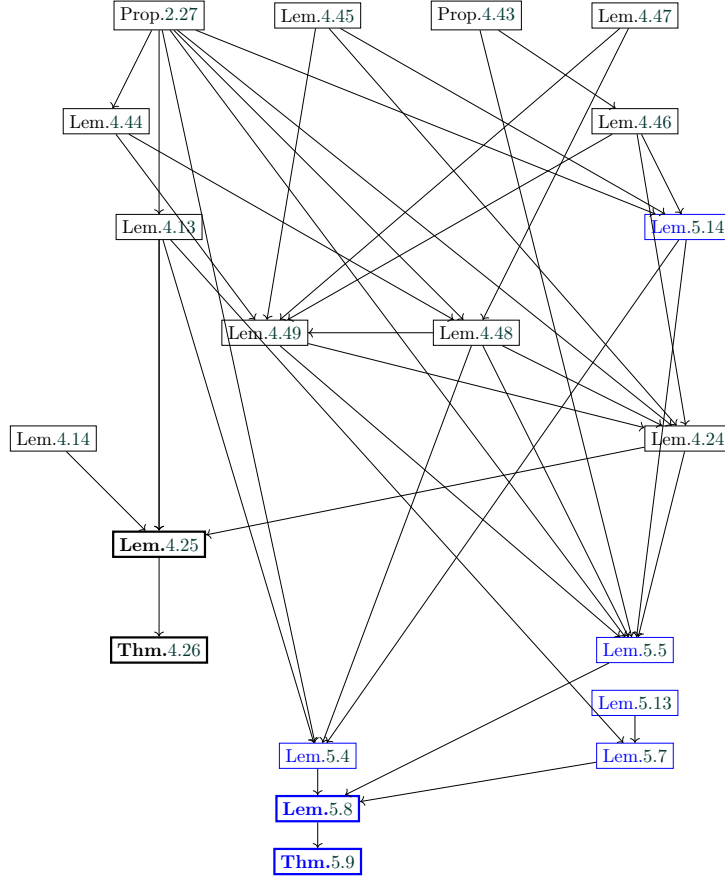 Prop.2.27 Lem.4.45 Prop.4.43 Lem.4.47
Lem.4.44 Lem.4.46
Lem.4.13 Lem.5.14
Lem.4.49 Lem.4.48
Lem.4.14 Lem.4.24
Lem.4.25
Thm.4.26 Lem.5.5
Lem.5.13
Lem.5.4 Lem.5.7
Lem.5.8
Thm.5.9